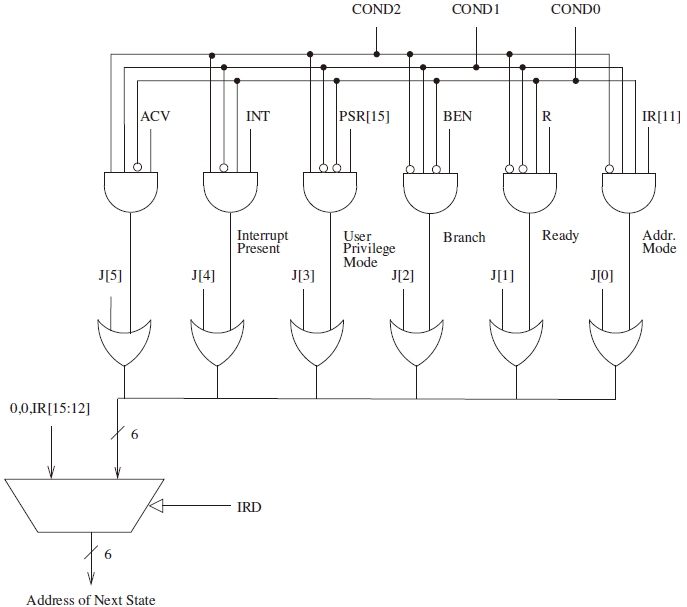 COND2 COND1 COND0
ACV INT PSR[15] BEN R IR[11]
Interrupt
Present
User
Privilege
Mode
Branch
Ready
Addr.
Mode
J[5] J[4] J[3] J[2] J[1] J[0]
0,0,IR[15:12]
6
IRD
6
Address of Next State